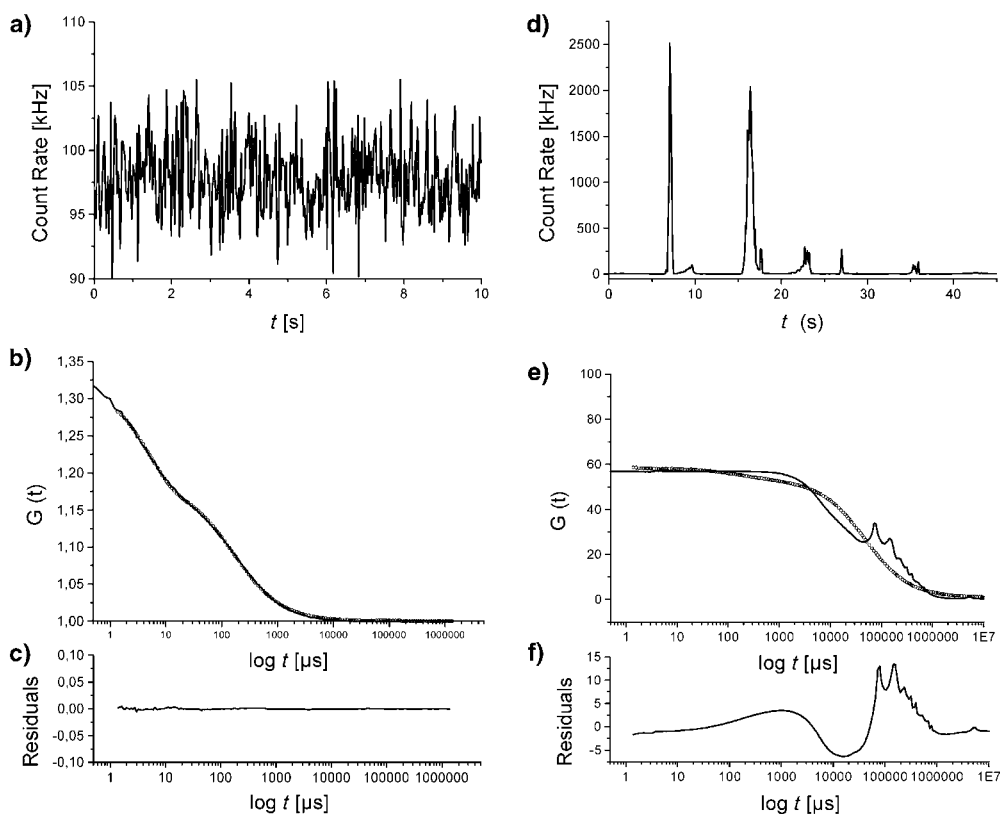 a)
110
105
100
95
90
Count Rate [kHz]
0 2 4 6 8 10
t [s]
d)
2500
2000
1500
1000
500
0
Count Rate [kHz]
0 10 20 30 40
t (s)
b)
1,35
1,30
1,25
1,20
1,15
1,10
1,05
1,00
G (t)
1 10 100 1000 10000 100000 1000000
log t [µs]
e)
100
80
60
40
20
0
G (t)
1 10 100 1000 10000 100000 1000000 1E7
log t [µs]
c)
0,10
0,05
0,00
-0,05
-0,10
Residuals
1 10 100 1000 10000 100000 1000000
log t [µs]
f)
15
10
5
0
-5
Residuals
1 10 100 1000 10000 100000 1000000 1E7
log t [µs]